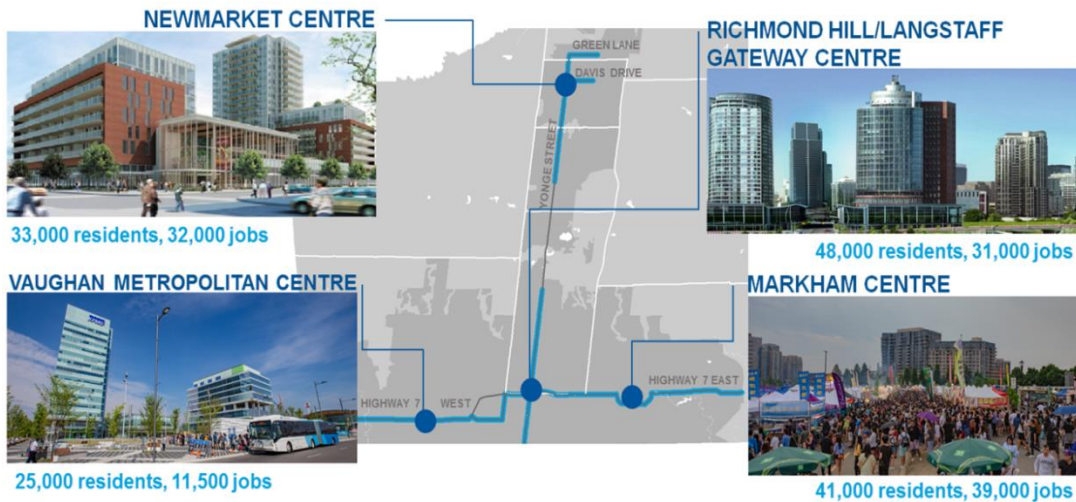 NEWMARKET CENTRE
33,000 residents, 32,000 jobs
RICHMOND HILL/LANGSTAFF
GATEWAY CENTRE
48,000 residents, 31,000 jobs
GREEN LANE
DAVIS DRIVE
YONGE STREET
VAUGHAN METROPOLITAN CENTRE
25,000 residents, 11,500 jobs
HIGHWAY 7 WEST
HIGHWAY 7 EAST
MARKHAM CENTRE
41,000 residents, 39,000 jobs
KPMG